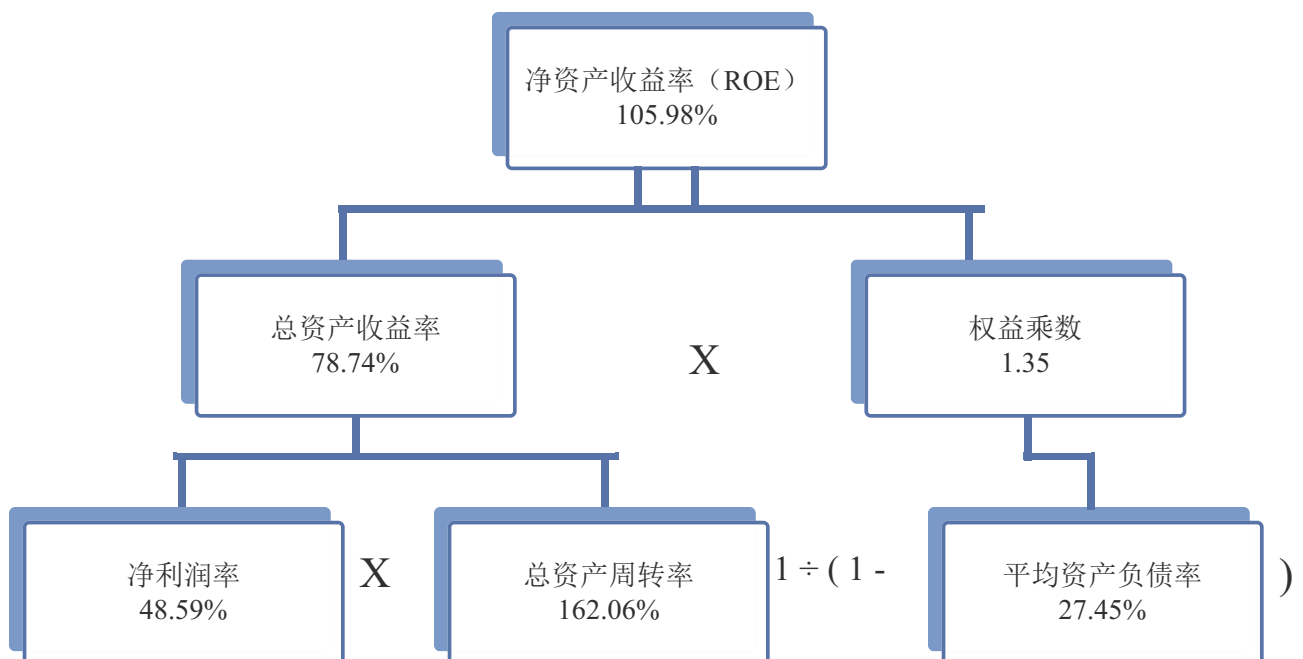 净资产收益率（ROE）
105.98%
总资产收益率
78.74%
X
权益乘数
1.35
净利润率
48.59%
X
总资产周转率
162.06%
1 ÷ ( 1 -
平均资产负债率
27.45%
)